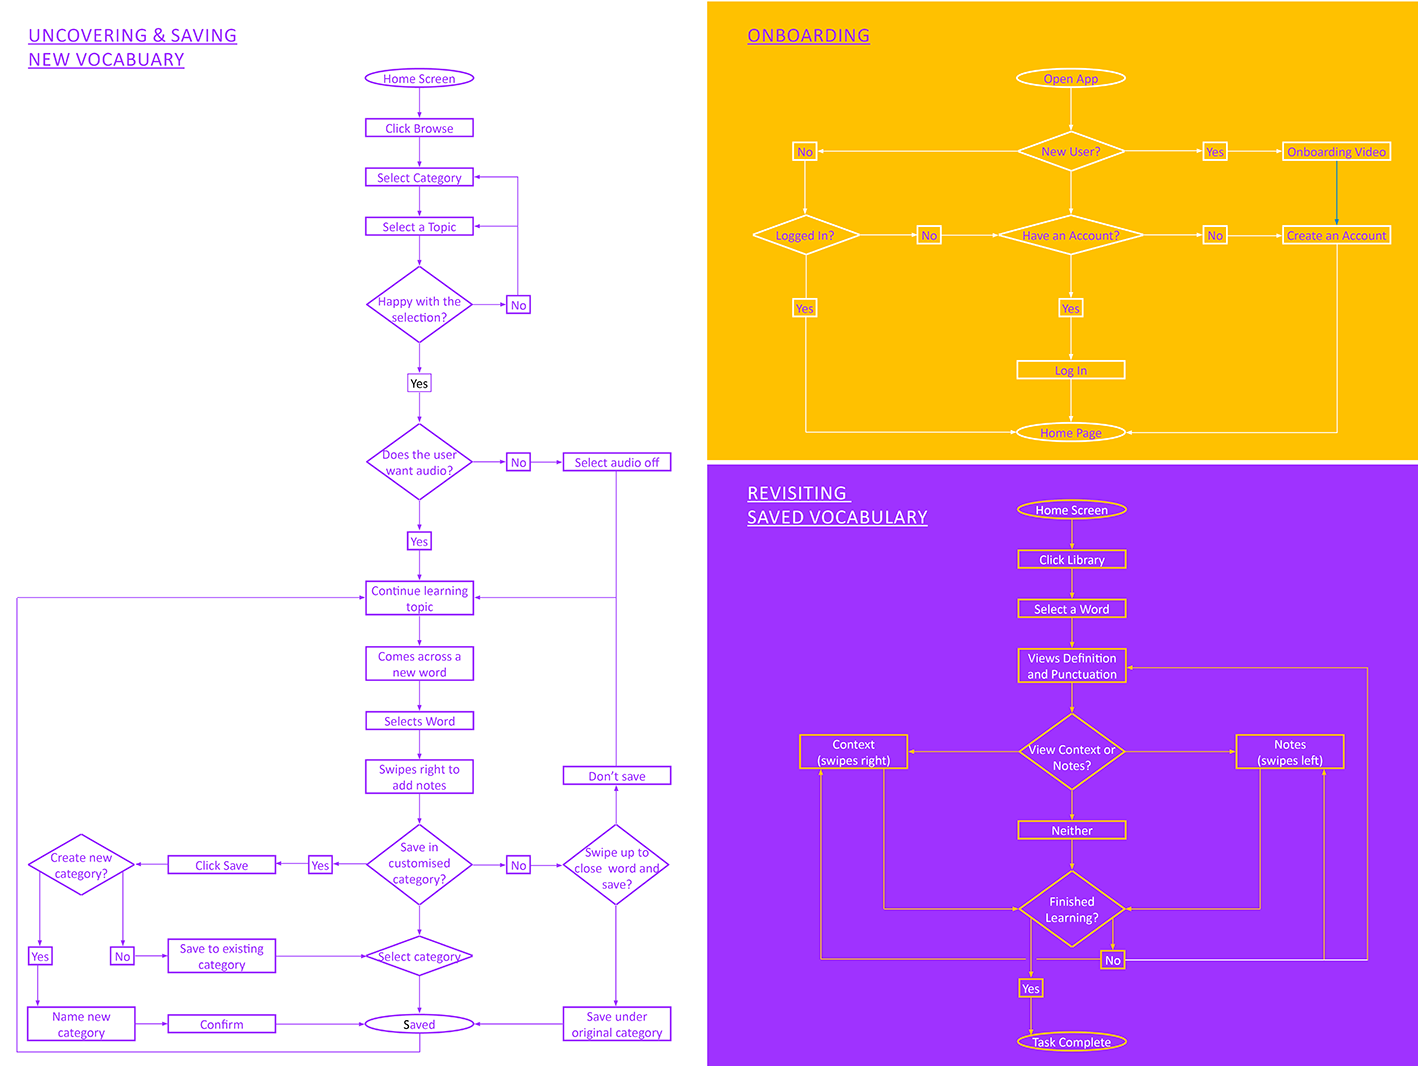 UNCOVERING & SAVING
NEW VOCABUARY
Home Screen
Click Browse
Select Category
Select a Topic
Happy with the
selection?
No
Yes
Does the user
want audio?
No
Select audio off
Yes
Continue learning
topic
Comes across a
new word
Selects Word
Swipes right to
add notes
Don't save
Create new
category?
Click Save
Yes
Save in
customised
category?
No
Swipe up to
close word and
save?
Yes
No
Save to existing
category
Select category
Name new
category
Confirm
Saved
Save under
original category
ONBOARDING
Open App
No
New User?
Yes
Onboarding Video
Logged In?
No
Have an Account?
No
Create an Account
Yes
Yes
Log In
Home Page
REVISITING
SAVED VOCABULARY
Home Screen
Click Library
Select a Word
Views Definition
and Punctuation
Context
(swipes right)
View Context or
Notes?
Notes
(swipes left)
Neither
Finished
Learning?
No
Yes
Task Complete